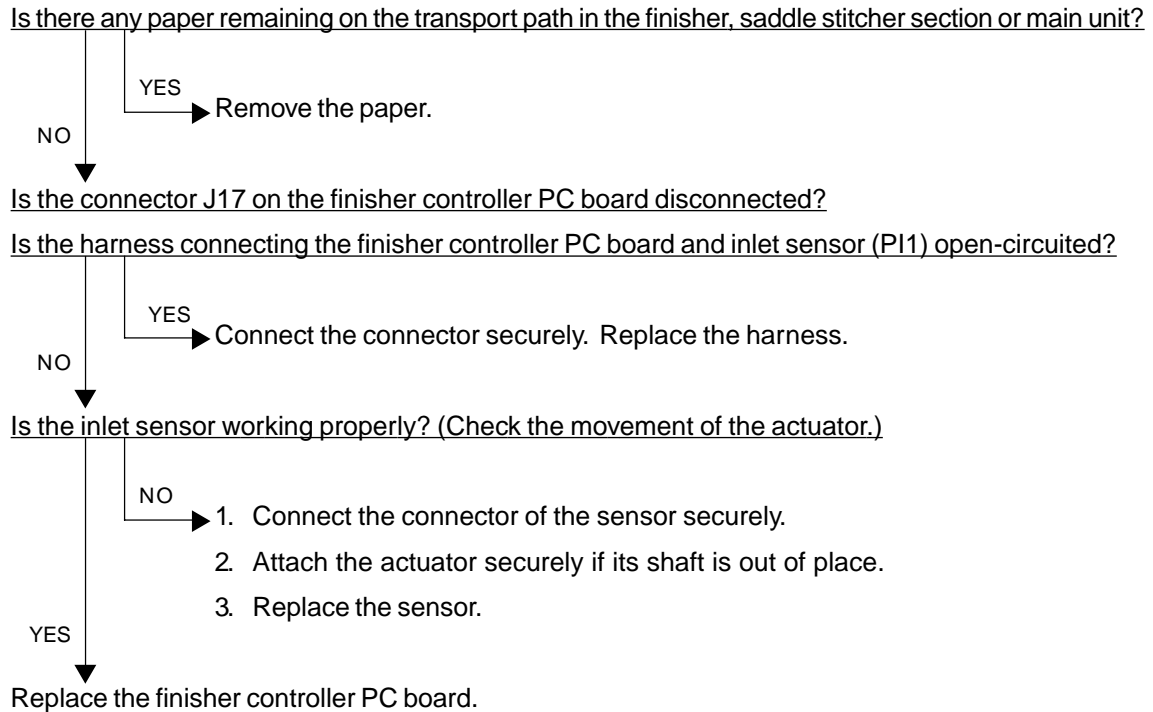 Is there any paper remaining on the transport path in the finisher, saddle stitcher section or main unit?
YES
Remove the paper.
NO
Is the connector J17 on the finisher controller PC board disconnected?
Is the harness connecting the finisher controller PC board and inlet sensor (PI1) open-circuited?
YES
Connect the connector securely. Replace the harness.
NO
Is the inlet sensor working properly? (Check the movement of the actuator.)
NO
1. Connect the connector of the sensor securely.
2. Attach the actuator securely if its shaft is out of place.
3. Replace the sensor.
YES
Replace the finisher controller PC board.